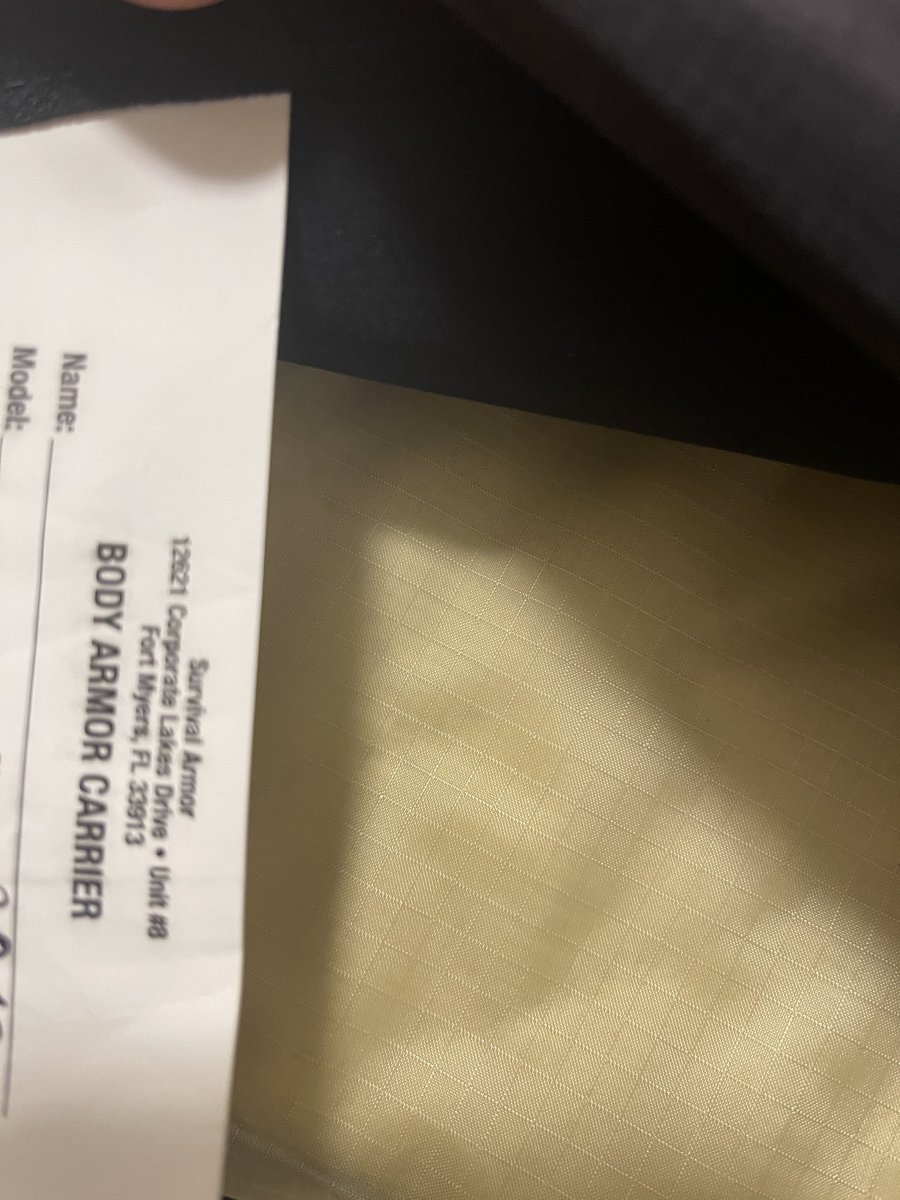 Survival Armor
12621 Corporate Lakes Drive • Unit #8
Fort Myers, FL 33913
BODY ARMOR CARRIER
Name:
Model: